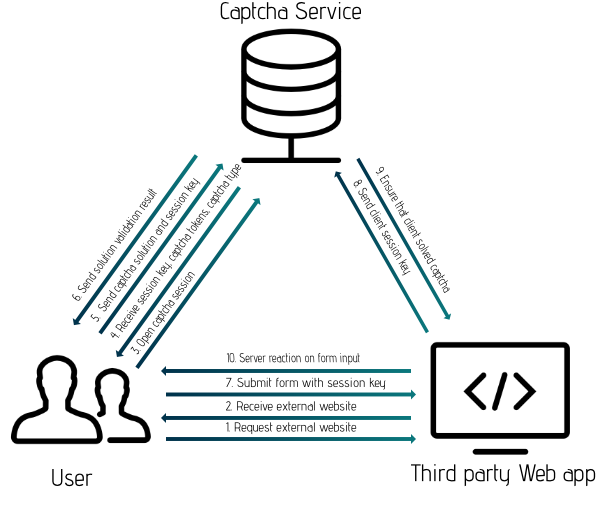 Captcha Service
6. Send solution validation result
5. Send captcha solution and session key
4. Receive session key, captcha tokens, captcha type
3. Open captcha session
9. Ensure that client solved captcha
8. Send client session key
10. Server reaction on form input
7. Submit form with session key
2. Receive external website
1. Request external website
</>
User
Third party Web app